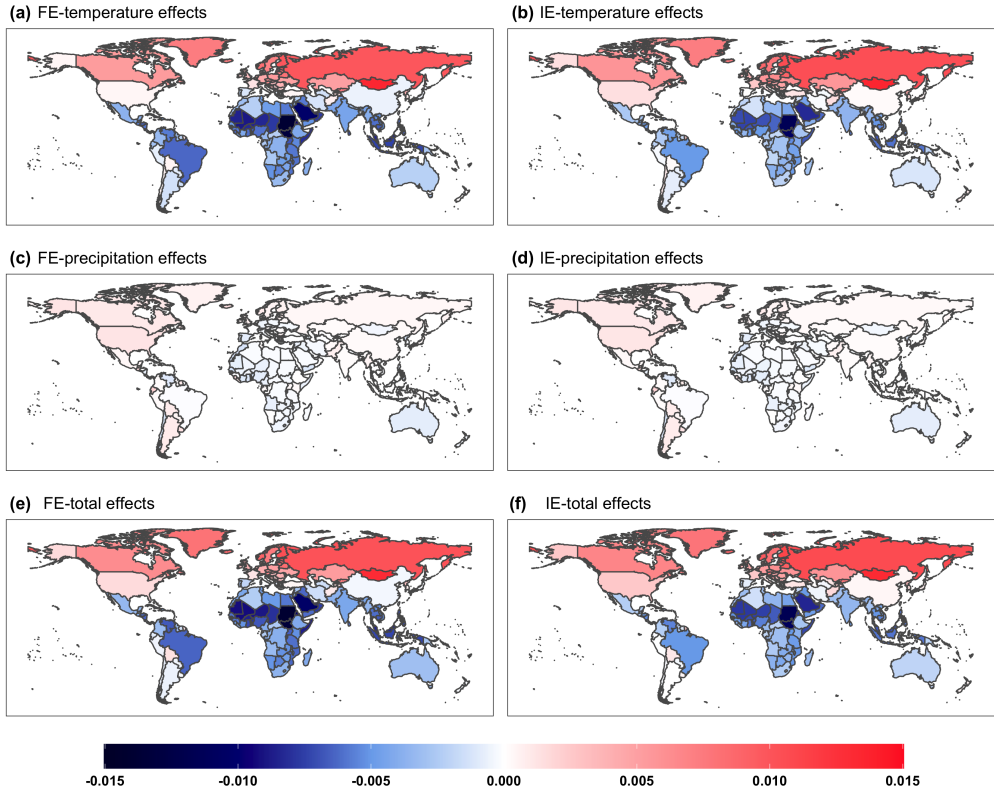 (a) FE-temperature effects
(b) IE-temperature effects
(c) FE-precipitation effects
(d) IE-precipitation effects
(e) FE-total effects
(f) IE-total effects
-0.015 -0.010 -0.005 0.000 0.005 0.010 0.015